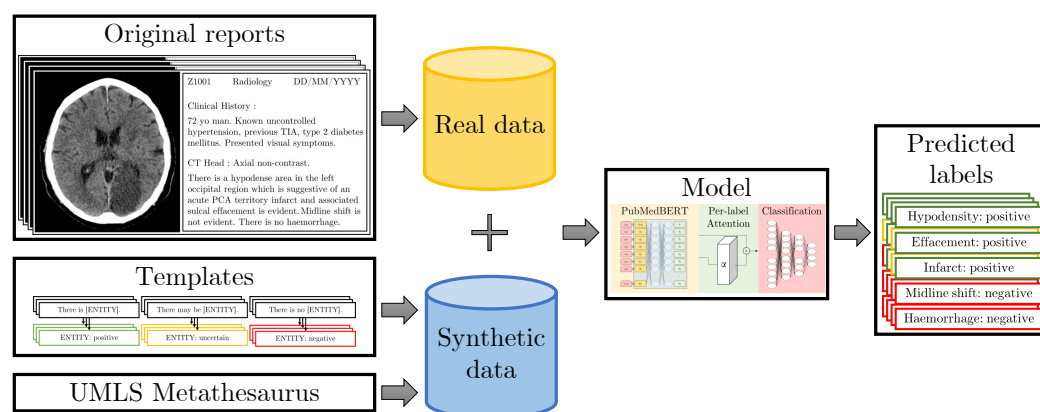 Original reports
Z1001 Radiology DD/MM/YYYY
Clinical History :
72 yo man. Known uncontrolled
hypertension, previous TIA, type 2 diabetes
mellitus. Presented visual symptoms.
CT Head : Axial non-contrast.
There is a hypodense area in the left
occipital region which is suggestive of an
acute PCA territory infarct and associated
sulcal effacement is evident. Midline shift is
not evident. There is no haemorrhage.
Real data
Templates
There is [ENTITY].
There may be [ENTITY].
There is no [ENTITY].
ENTITY: positive
ENTITY: uncertain
ENTITY: negative
UMLS Metathesaurus
Synthetic
data
Model
PubMedBERT
Per-label
Attention
Classification
α
Predicted
labels
Hypodensity: positive
Effacement: positive
Infarct: positive
Midline shift: negative
Haemorrhage: negative